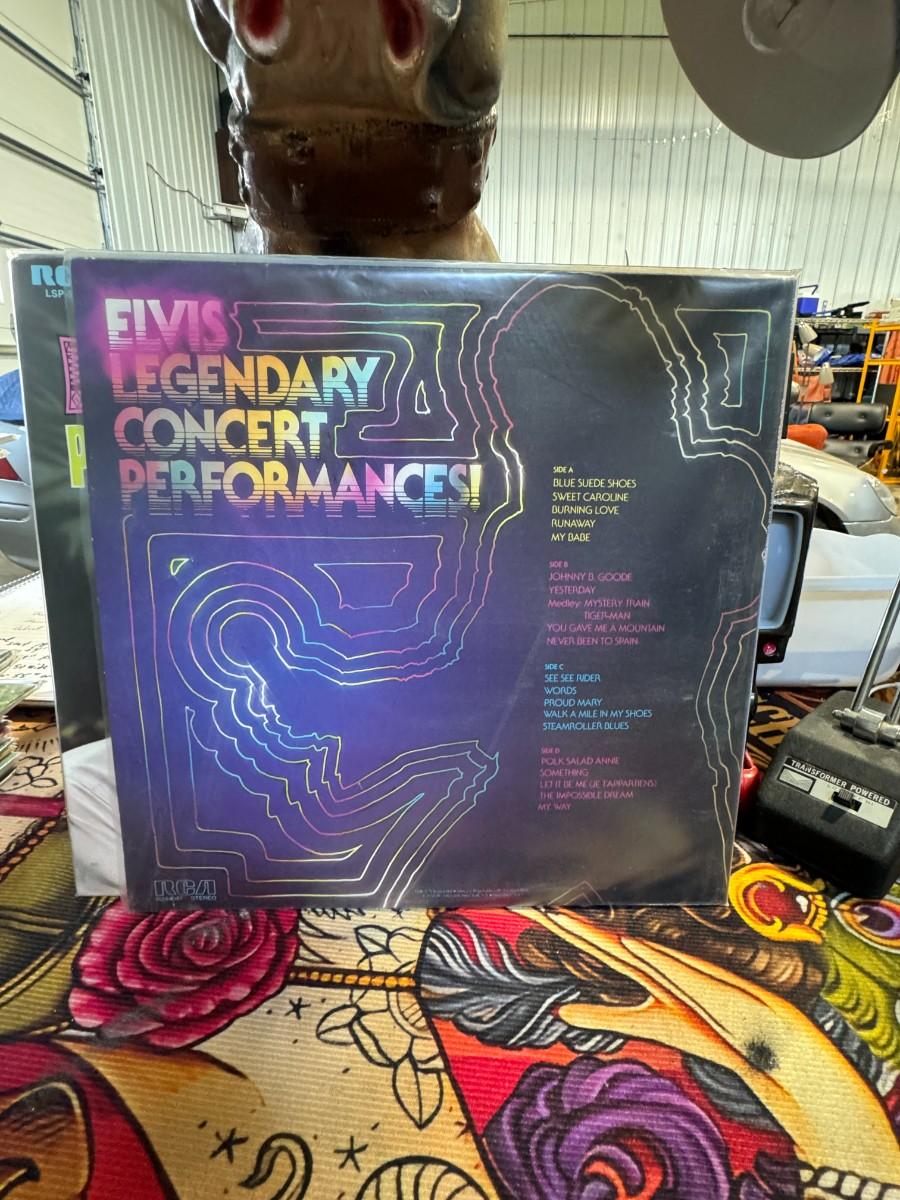 RC
LSP
ELVIS
LEGENDARY
CONCERT
PERFORMANCES!
SIDE A
BLUE SUEDE SHOES
SWEET CAROLINE
BURNING LOVE
RUNAWAY
MY BABE
SIDE B
JOHNNY B. GOODE
YESTERDAY
Medley: MYSTERY TRAIN
TIGER-MAN
YOU GAVE ME A MOUNTAIN
NEVER BEEN TO SPAIN
SIDE C
SEE SEE RIDER
WORDS
PROUD MARY
WALK A MILE IN MY SHOES
STEAMROLLER BLUES
SIDE D
POLK SALAD ANNIE
SOMETHING
LET IT BE ME (JE T'APPARTIENS)
THE IMPOSSIBLE DREAM
MY WAY
RCA
STEREO
TRANSFORMER POWERED